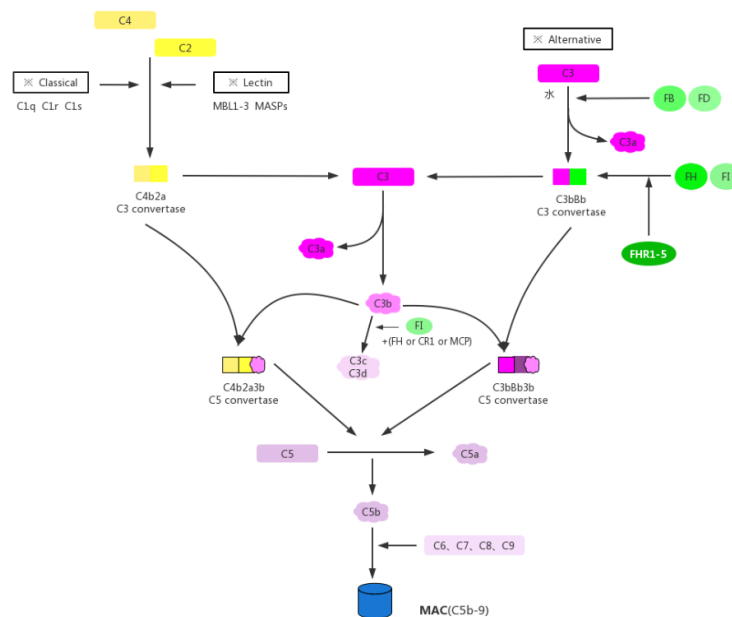 C4
C2
※ Classical
C1q C1r C1s
※ Lectin
MBL1-3 MASPs
※ Alternative
C3
水
FB
FD
C3a
C4b2a
C3 convertase
C3
C3bBb
C3 convertase
FH
FI
FHR1-5
C3a
C3b
FI
+(FH or CR1 or MCP)
C3c
C3d
C4b2a3b
C5 convertase
C3bBb3b
C5 convertase
C5
C5a
C5b
C6、C7、C8、C9
MAC(C5b-9)